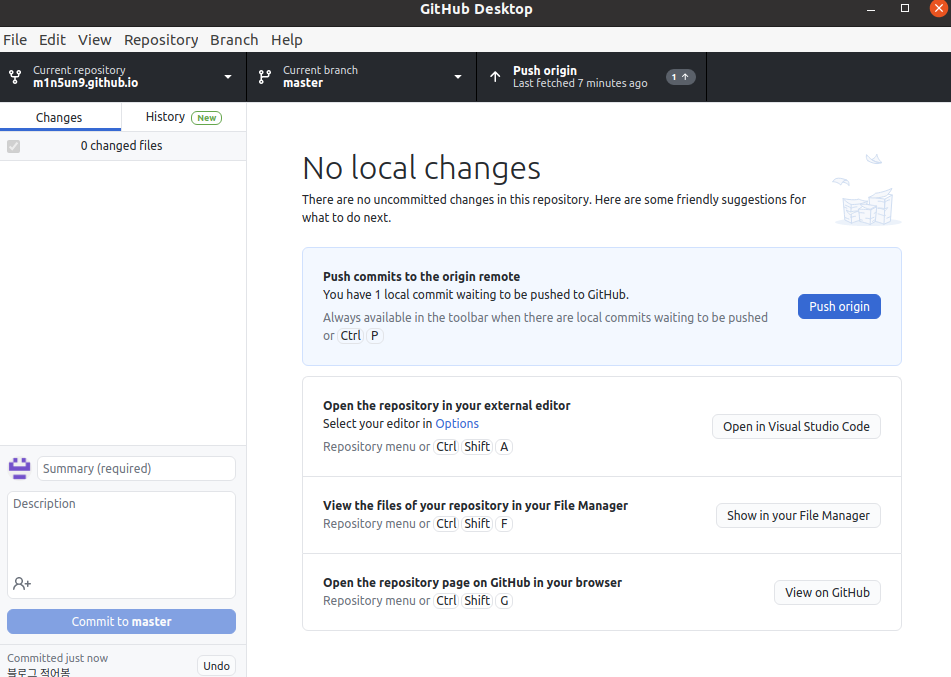 GitHub Desktop
File Edit View Repository Branch Help
Current repository
m1n5un9.github.io
Current branch
master
Push origin
Last fetched 7 minutes ago
1
Changes
History New
0 changed files
No local changes
There are no uncommitted changes in this repository. Here are some friendly suggestions for
what to do next.
Push commits to the origin remote
You have 1 local commit waiting to be pushed to GitHub.
Always available in the toolbar when there are local commits waiting to be pushed
or Ctrl P
Push origin
Open the repository in your external editor
Select your editor in Options
Repository menu or Ctrl Shift A
Open in Visual Studio Code
View the files of your repository in your File Manager
Repository menu or Ctrl Shift F
Show in your File Manager
Open the repository page on GitHub in your browser
Repository menu or Ctrl Shift G
View on GitHub
Summary (required)
Description
Commit to master
Committed just now
블로그 적어봄
Undo